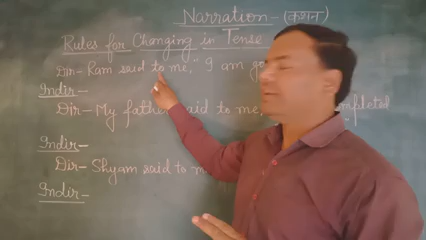 Narration (कथन)
Rules for Changing in Tense
Dir- Ram said to me, "I am
Indir-
Dir- My father said to me,
Indir-
Dir- Shyam said to
Indir-